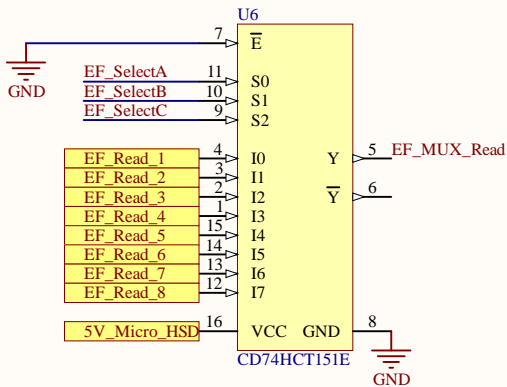 U6
7 E
GND
EF_SelectA 11 S0
EF_SelectB 10 S1
EF_SelectC 9 S2
EF_Read_1 4 I0 Y 5 EF_MUX_Read
EF_Read_2 3 I1
EF_Read_3 2 I2 Y 6
EF_Read_4 1 I3
EF_Read_5 15 I4
EF_Read_6 14 I5
EF_Read_7 13 I6
EF_Read_8 12 I7
5V_Micro_HSD 16 VCC GND 8
CD74HCT151E
GND